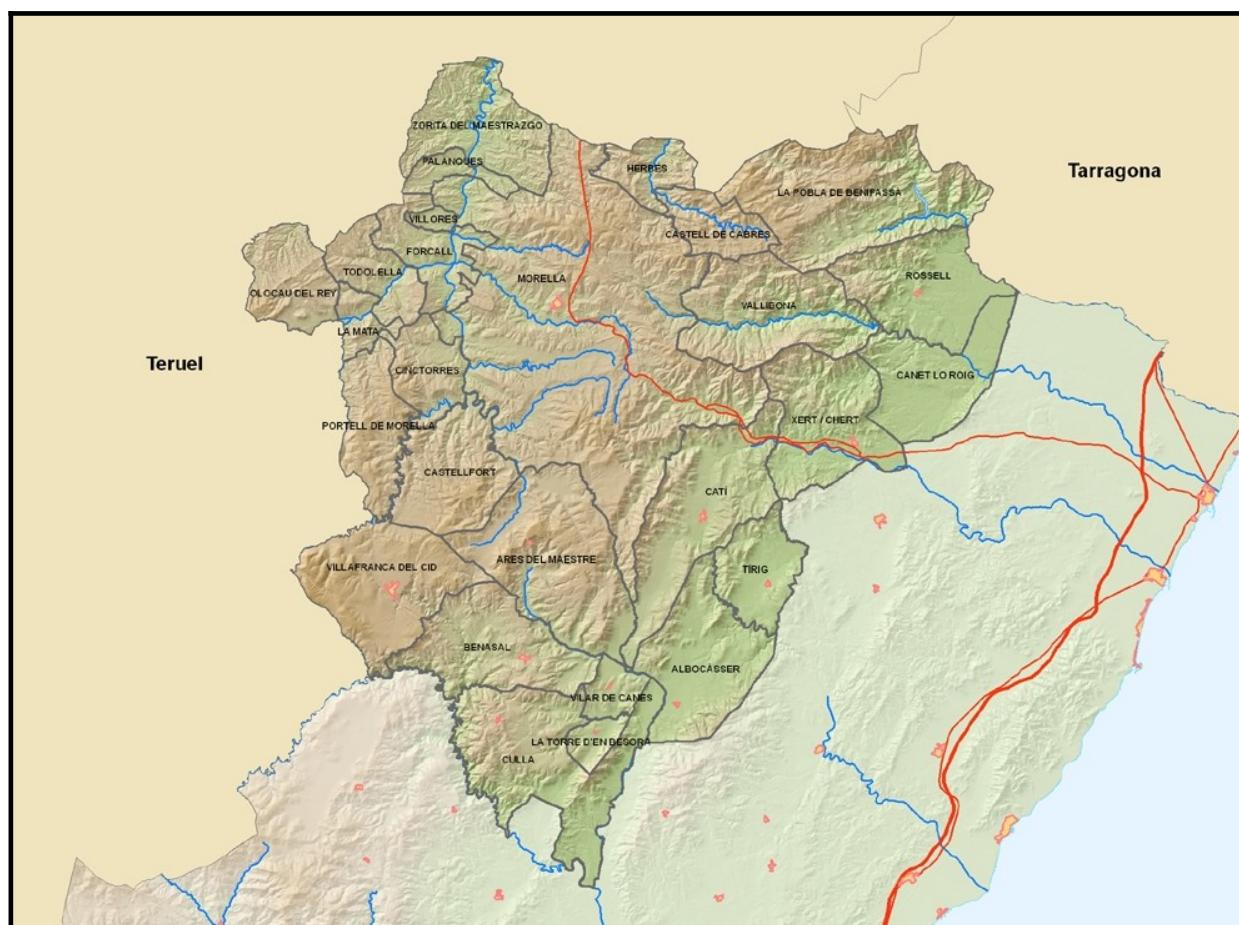 ZORITA DEL MAESTRAZGO
PALANQUES
HERBES
Tarragona
LA POBLA DE BENIFASSA
VILLORES
CASTELL DE CABRES
FORCALL
TODOLELLA
MORELLA
ROSSELL
OLOCAU DEL REY
VALLIBONA
LA MATA
Teruel
CINCTORRES
CANET LO ROIG
XERT / CHERT
PORTELL DE MORELLA
CASTELLFORT
CATÍ
ARES DEL MAESTRE
VILLAFRANCA DEL CID
TIRIG
BENASAL
ALBOCÀSSER
VILAR DE CANES
LA TORRE D'EN BESORA
CULLA